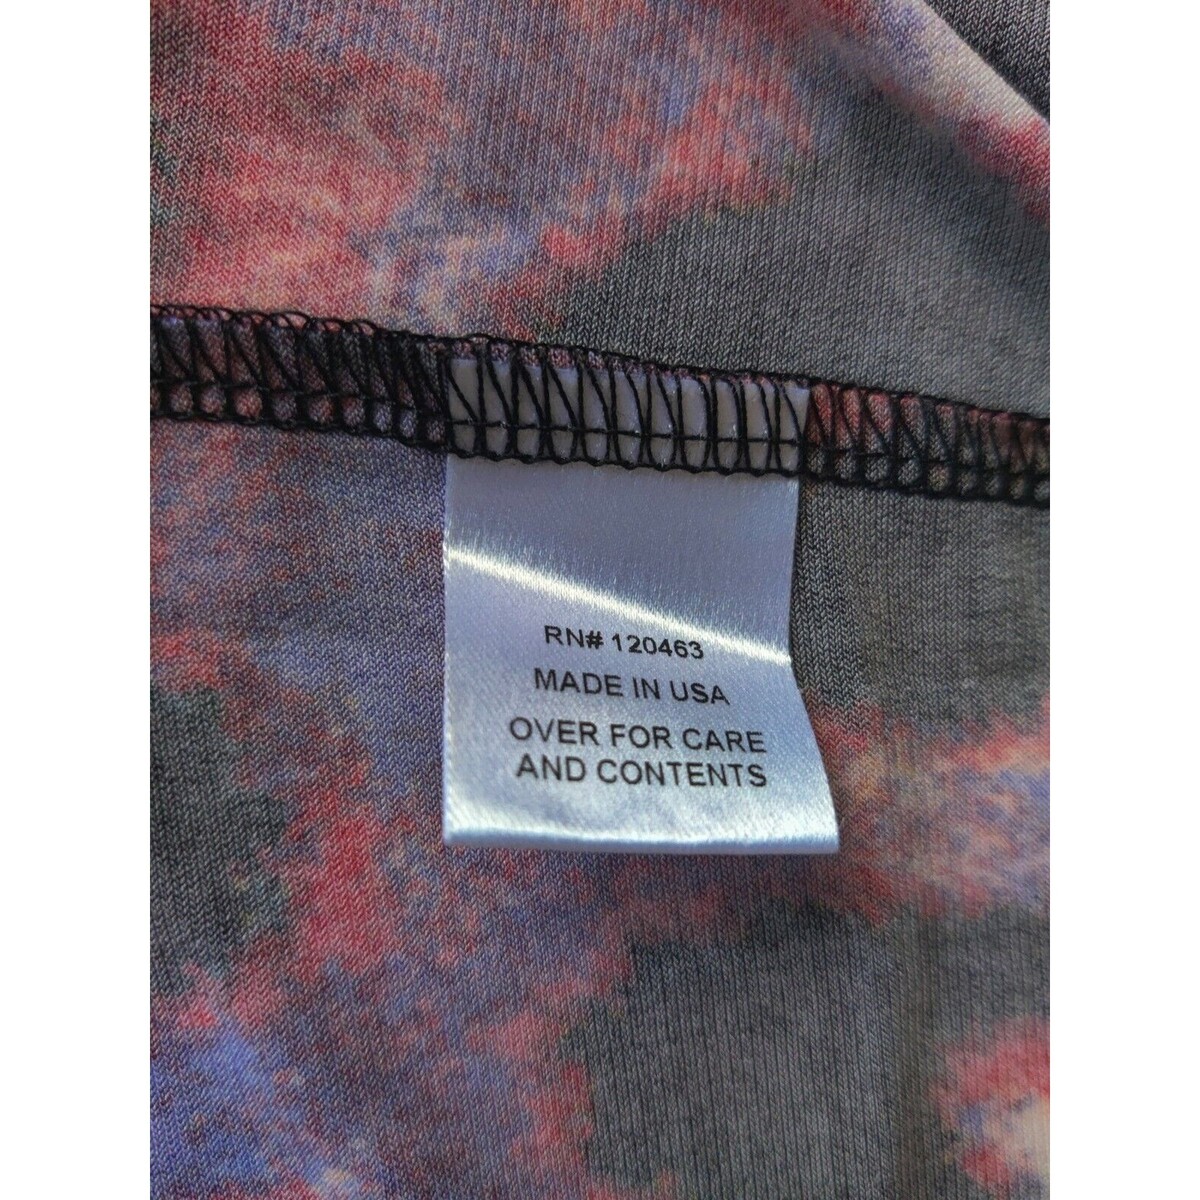 RN# 120463
MADE IN USA
OVER FOR CARE
AND CONTENTS